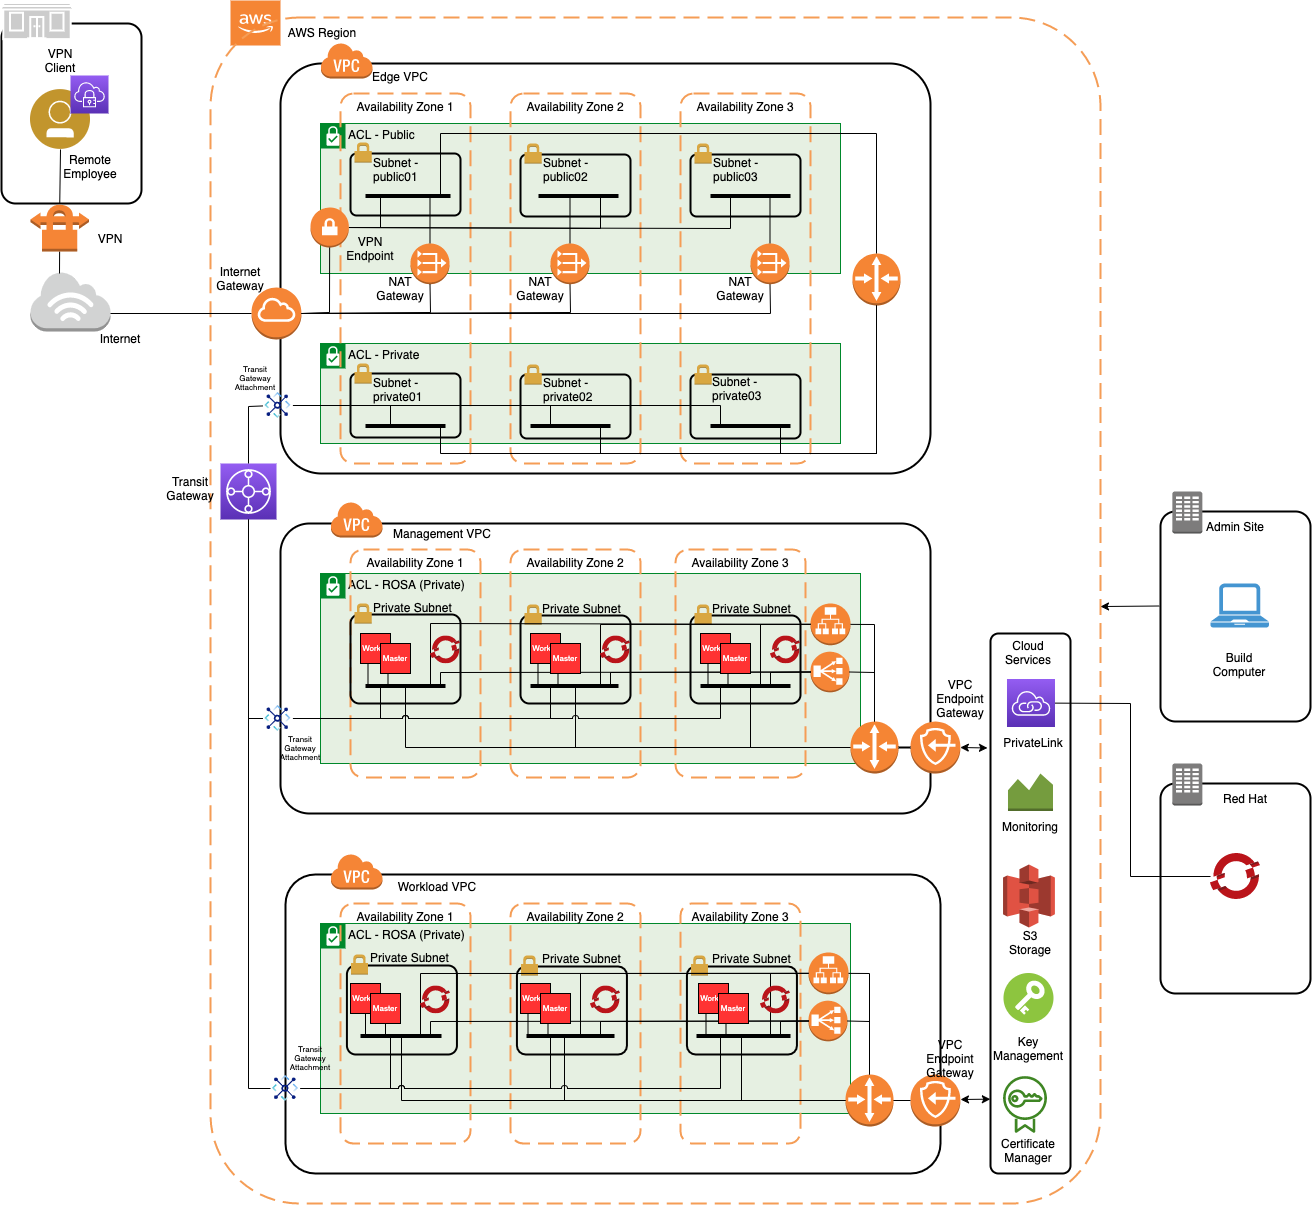 aws
AWS Region
VPN
Client
Remote
Employee
VPN
Internet
Internet
Gateway
VPC
Edge VPC
Availability Zone 1
Availability Zone 2
Availability Zone 3
ACL - Public
Subnet -
public01
Subnet -
public02
Subnet -
public03
VPN
Endpoint
NAT
Gateway
NAT
Gateway
NAT
Gateway
ACL - Private
Subnet -
private01
Subnet -
private02
Subnet -
private03
Transit
Gateway
Attachment
Transit
Gateway
VPC
Management VPC
Availability Zone 1
Availability Zone 2
Availability Zone 3
ACL - ROSA (Private)
Private Subnet
Private Subnet
Private Subnet
Work
Master
Work
Master
Work
Master
Transit
Gateway
Attachment
VPC
Endpoint
Gateway
VPC
Workload VPC
Availability Zone 1
Availability Zone 2
Availability Zone 3
ACL - ROSA (Private)
Private Subnet
Private Subnet
Private Subnet
Work
Master
Work
Master
Work
Master
Transit
Gateway
Attachment
VPC
Endpoint
Gateway
Cloud
Services
PrivateLink
Monitoring
S3
Storage
Key
Management
Certificate
Manager
Admin Site
Build
Computer
Red Hat